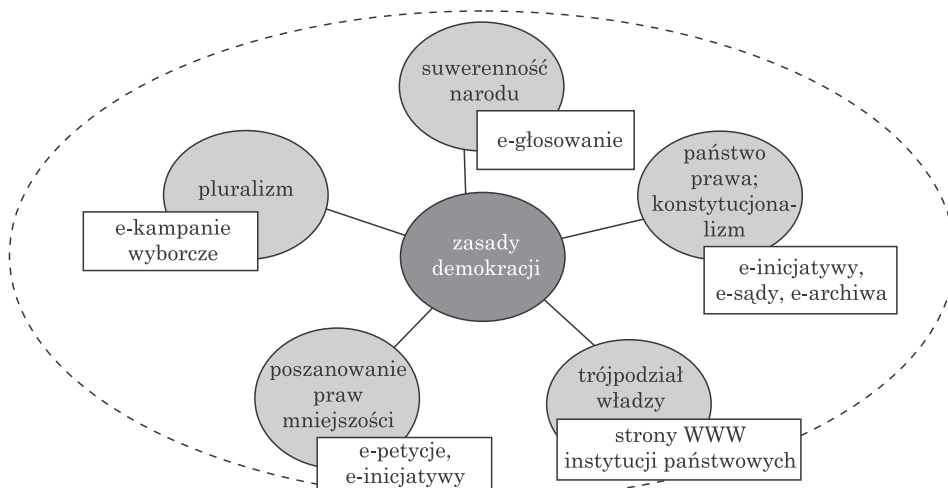 suwerenność
narodu
e-głosowanie
państwo
prawa;
konstytucjona-
lizm
e-inicjatywy,
e-sądy, e-archiwa
pluralizm
e-kampanie
wyborcze
zasady
demokracji
poszanowanie
praw
mniejszości
e-petycje,
e-inicjatywy
trójpodział
władzy
strony WWW
instytucji państwowych